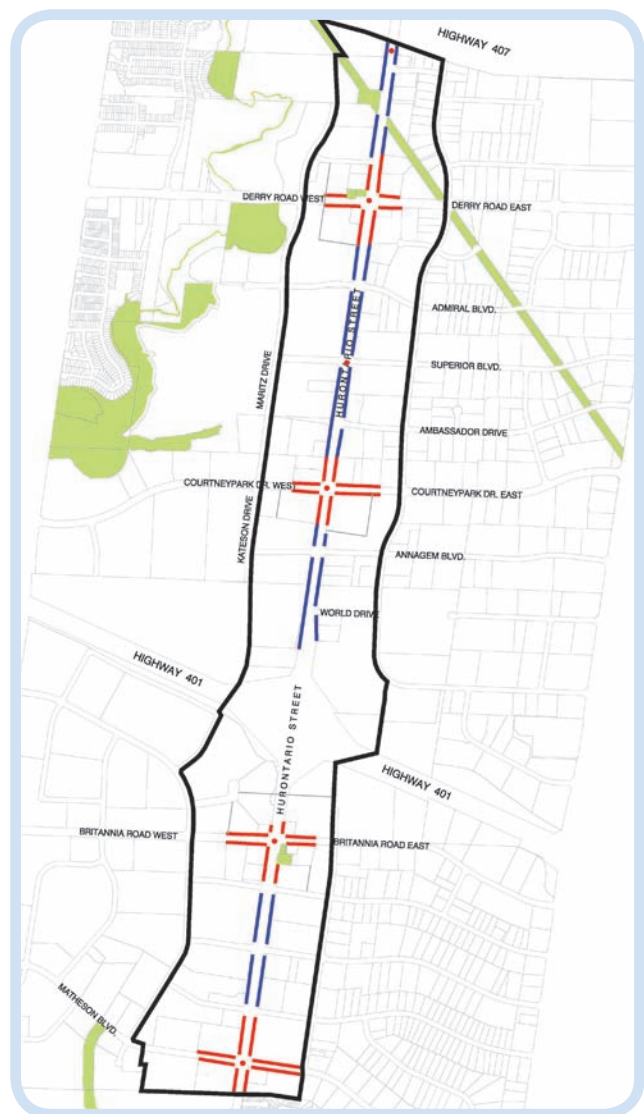 HIGHWAY 407
DERRY ROAD WEST
DERRY ROAD EAST
HURONTARIO STREET
ADMIRAL BLVD.
SUPERIOR BLVD.
MARITZ DRIVE
AMBASSADOR DRIVE
COURTNEYPARK DR. WEST
COURTNEYPARK DR. EAST
KATESON DRIVE
ANNAGEM BLVD.
WORLD DRIVE
HIGHWAY 401
HURONTARIO STREET
HIGHWAY 401
BRITANNIA ROAD WEST
BRITANNIA ROAD EAST
MATHESON BLVD.